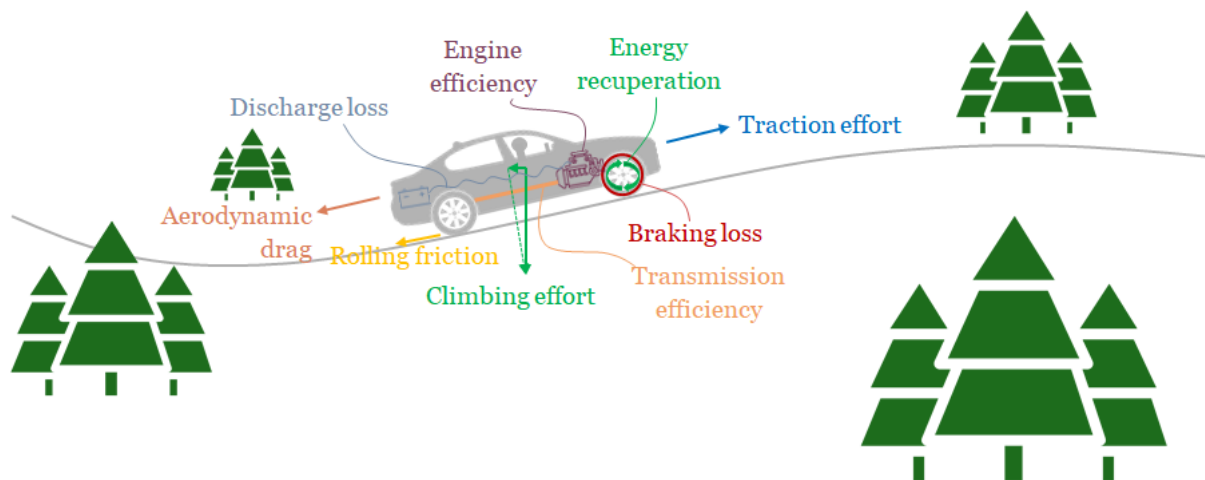 Engine
efficiency
Energy
recuperation
Discharge loss
Traction effort
Aerodynamic
drag
Rolling friction
Braking loss
Climbing effort
Transmission
efficiency